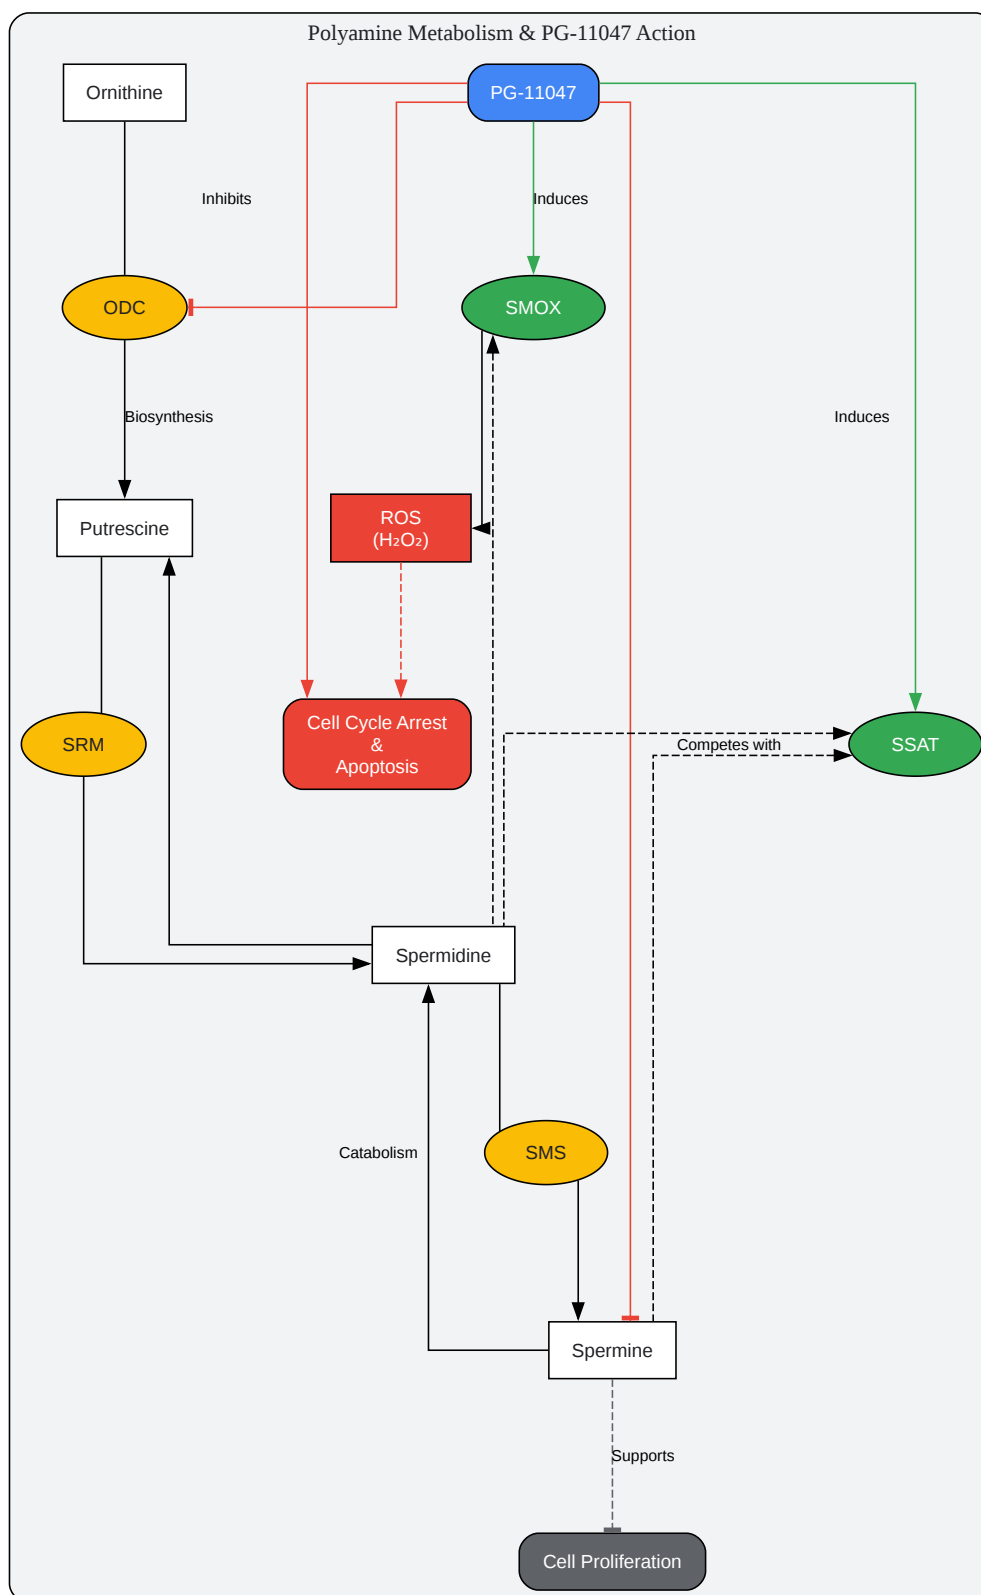 Polyamine Metabolism & PG-11047 Action
Ornithine
PG-11047
Inhibits
Induces
ODC
SMOX
Biosynthesis
Induces
Putrescine
ROS
(H₂O₂)
SRM
Cell Cycle Arrest
&
Apoptosis
Competes with
SSAT
Spermidine
Catabolism
SMS
Spermine
Supports
Cell Proliferation